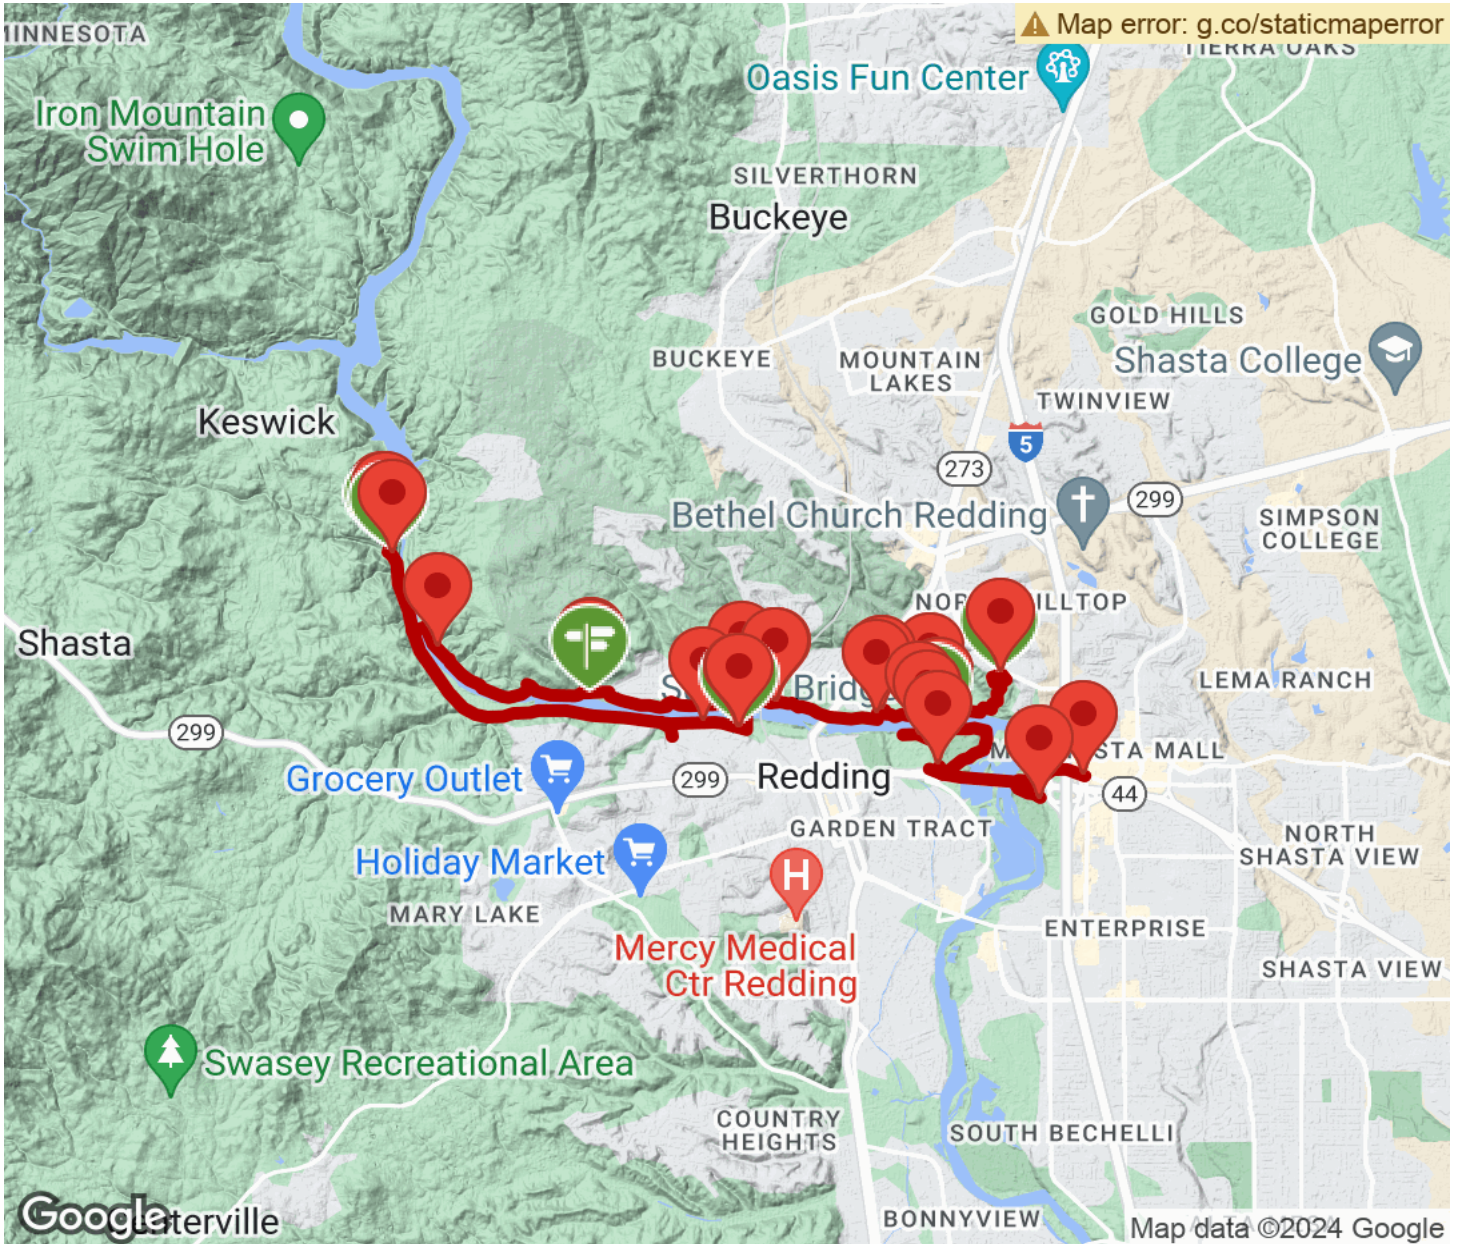 MINNESOTA
Map error: g.co/staticmaperror
TIERRA OAKS
Oasis Fun Center
Iron Mountain
Swim Hole
SILVERTHORN
Buckeye
GOLD HILLS
BUCKEYE
MOUNTAIN
LAKES
Shasta College
TWINVIEW
Keswick
5
273
299
Bethel Church Redding
SIMPSON
COLLEGE
Shasta
LEMA RANCH
299
Grocery Outlet
299
Redding
44
GARDEN TRACT
NORTH
SHASTA VIEW
Holiday Market
H
MARY LAKE
ENTERPRISE
Mercy Medical
Ctr Redding
SHASTA VIEW
Swasey Recreational Area
COUNTRY
HEIGHTS
SOUTH BECHELLI
Google
BONNYVIEW
Map data ©2024 Google